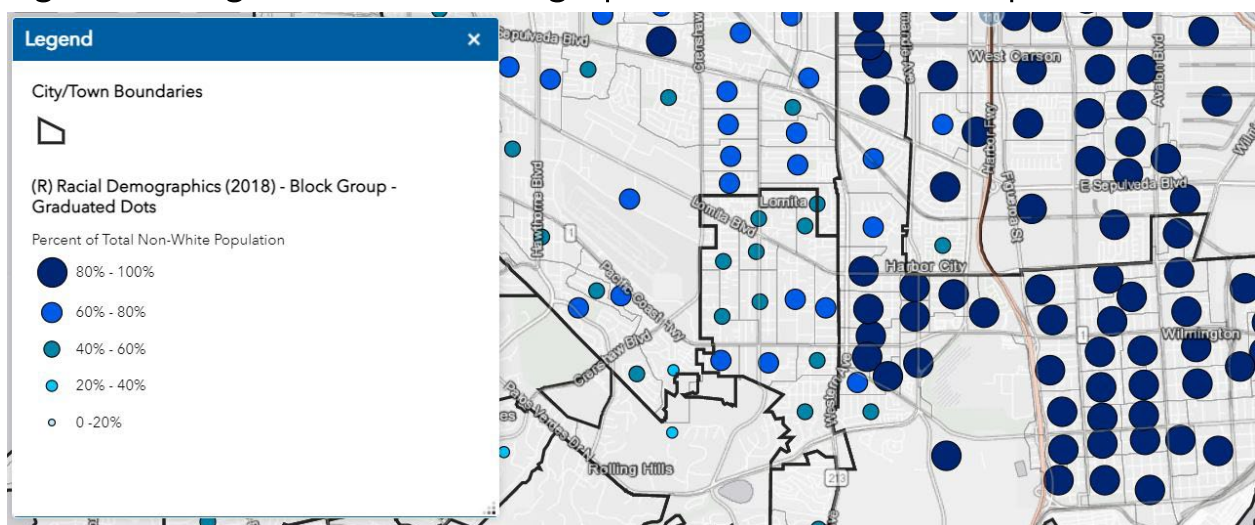 Legend
×
City/Town Boundaries
(R) Racial Demographics (2018) - Block Group -
Graduated Dots
Percent of Total Non-White Population
80% - 100%
60% - 80%
40% - 60%
20% - 40%
0 -20%
Sepulveda Blvd
Crenshaw Blvd
West Carson
Avalon Blvd
110
Harbor Fwy
Figueroa St
E Sepulveda Blvd
Hawthorne Blvd
1
Lomita Blvd
Lomita
Harbor City
Pacific Coast Hwy
Crenshaw Blvd
Western Ave
1
Wilmington
Palos Verdes Dr N
Rolling Hills
213